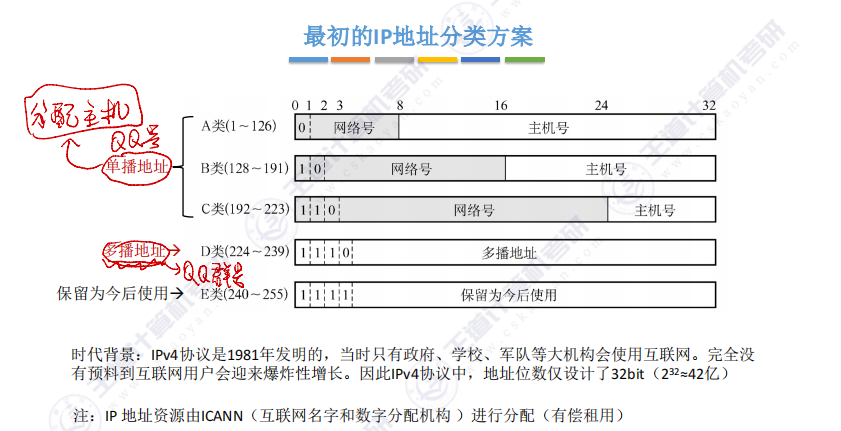 最初的IP地址分类方案
0 1 2 3 8 16 24 32
分配主机
QQ号
单播地址
A类(1～126) 0 网络号 主机号
B类(128～191) 1 0 网络号 主机号
C类(192～223) 1 1 0 网络号 主机号
多播地址→ D类(224～239) 1 1 1 0 多播地址
QQ群号
保留为今后使用→ E类(240～255) 1 1 1 1 保留为今后使用
时代背景：IPv4协议是1981年发明的，当时只有政府、学校、军队等大机构会使用互联网。完全没
有预料到互联网用户会迎来爆炸性增长。因此IPv4协议中，地址位数仅设计了32bit（2³²≈42亿）
注：IP 地址资源由ICANN（互联网名字和数字分配机构 ）进行分配（有偿租用）
王道计算机考研
www.cskaoyan.com